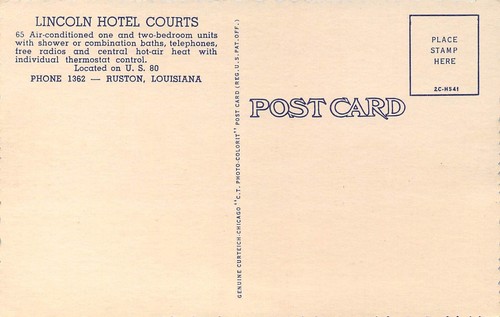 LINCOLN HOTEL COURTS
65 Air-conditioned one and two-bedroom units
with shower or combination baths, telephones,
free radios and central hot-air heat with
individual thermostat control.
Located on U. S. 80
PHONE 1362 — RUSTON, LOUISIANA
GENUINE CURTEICH-CHICAGO "C.T. PHOTO-COLORIT" POST CARD (REG. U.S. PAT. OFF.)
POST CARD
PLACE
STAMP
HERE
2C-H541